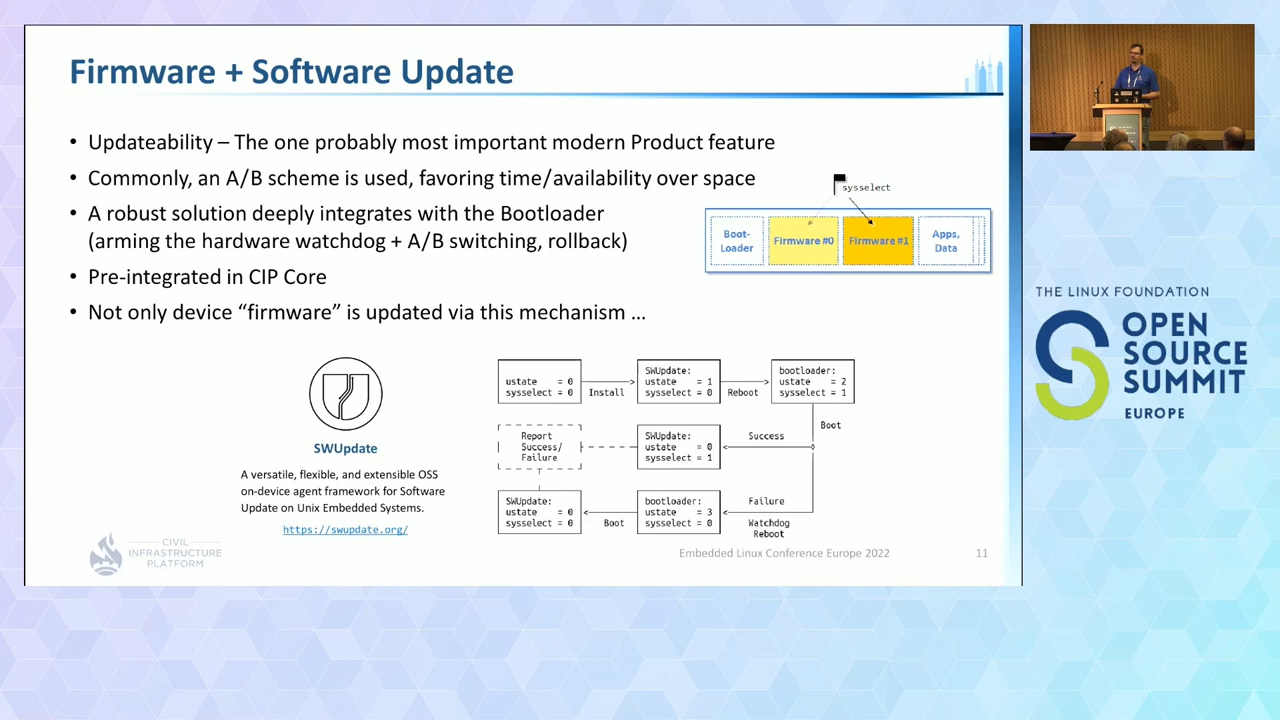 Firmware + Software Update
• Updateability – The one probably most important modern Product feature
• Commonly, an A/B scheme is used, favoring time/availability over space
• A robust solution deeply integrates with the Bootloader
(arming the hardware watchdog + A/B switching, rollback)
• Pre-integrated in CIP Core
• Not only device “firmware” is updated via this mechanism ...
sysselect
Boot-
Loader
Firmware #0
Firmware #1
Apps,
Data
SWUpdate
A versatile, flexible, and extensible OSS
on-device agent framework for Software
Update on Unix Embedded Systems.
https://swupdate.org/
ustate = 0
sysselect = 0
Install
SWUpdate:
ustate = 1
sysselect = 0
Reboot
bootloader:
ustate = 2
sysselect = 1
Boot
Report
Success/
Failure
SWUpdate:
ustate = 0
sysselect = 1
Success
SWUpdate:
ustate = 0
sysselect = 0
Boot
bootloader:
ustate = 3
sysselect = 0
Failure
Watchdog
Reboot
CIVIL
INFRASTRUCTURE
PLATFORM
Embedded Linux Conference Europe 2022
11
THE LINUX FOUNDATION
OPEN
SOURCE
SUMMIT
EUROPE